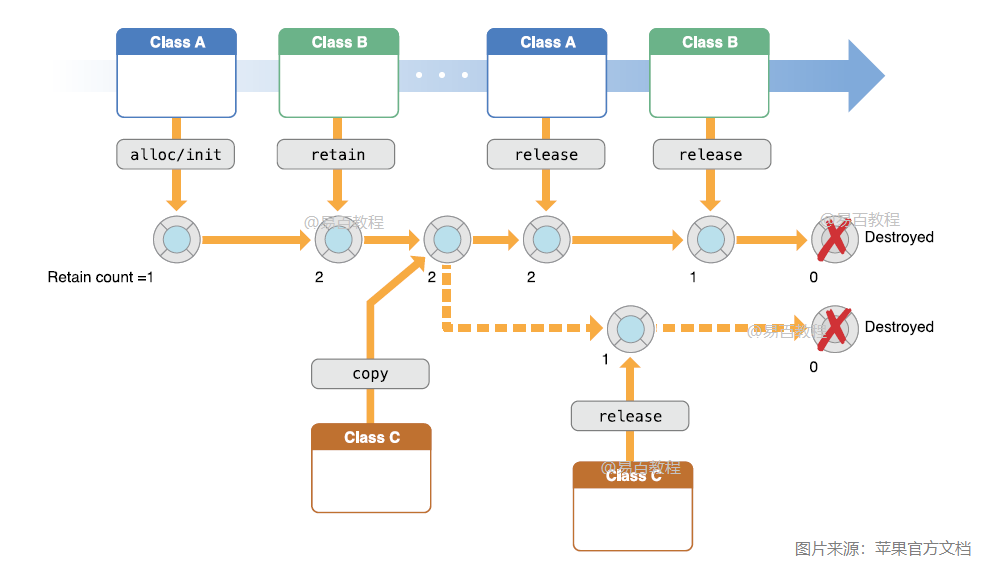 Class A
Class B
Class A
Class B
alloc/init
retain
release
release
@易百教程
@易百教程
Destroyed
Retain count =1
2
2
2
1
0
Destroyed
@易百教程
1
0
copy
release
Class C
@易百教程
Class C
图片来源：苹果官方文档